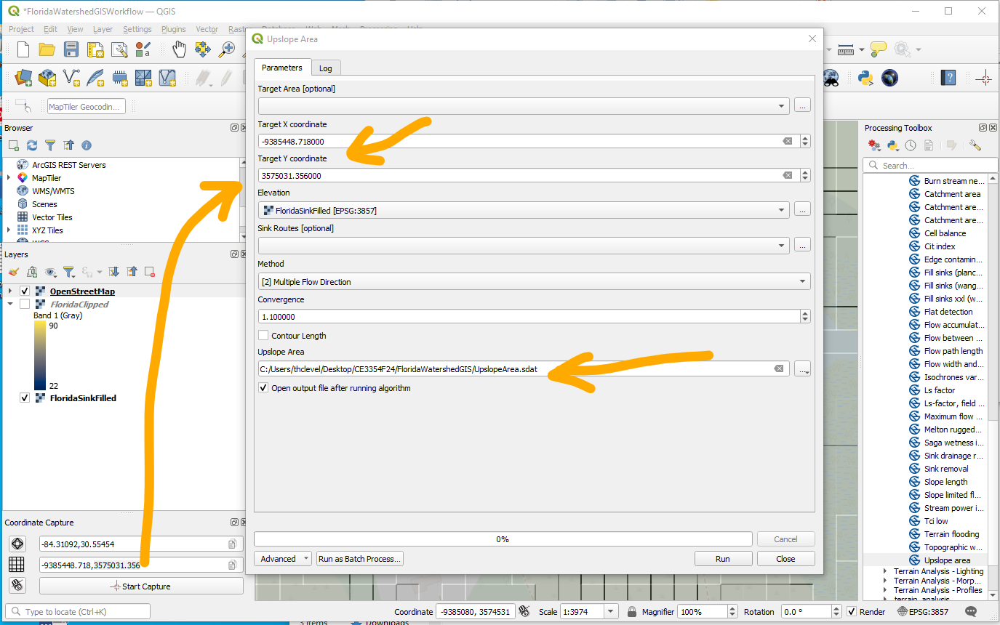 *FloridaWatershedGISWorkflow — QGIS
Project Edit View Layer Settings Plugins Vector
Upslope Area
Parameters Log
MapTiler Geocodin...
Target Area [optional]
...
Target X coordinate
-9385448.718000
Target Y coordinate
3575031.356000
Elevation
FloridaSinkFilled [EPSG:3857]
...
Sink Routes [optional]
...
Method
[2] Multiple Flow Direction
Convergence
1.100000
Contour Length
Upslope Area
C:/Users/thclevel/Desktop/CE3354F24/FloridaWatershedGIS/UpslopeArea.sdat
...
Open output file after running algorithm
0%
Cancel
Advanced
Run as Batch Process...
Run
Close
Browser
ArcGIS REST Servers
MapTiler
WMS/WMTS
Scenes
Vector Tiles
XYZ Tiles
Layers
OpenStreetMap
FloridaClipped
Band 1 (Gray)
90
22
FloridaSinkFilled
Coordinate Capture
-84.31092,30.55454
-9385448.718,3575031.356
Start Capture
Processing Toolbox
Search...
Burn stream ne...
Catchment area
Catchment are...
Catchment are...
Cell balance
Cit index
Edge contamin...
Fill sinks (planc...
Fill sinks (wang...
Fill sinks xxl (w...
Flat detection
Flow accumulat...
Flow between ...
Flow path length
Flow width and...
Isochrones var...
Ls factor
Ls-factor, field ...
Maximum flow ...
Melton rugged...
Saga wetness i...
Sink drainage r...
Sink removal
Slope length
Slope limited fl...
Stream power i...
Tci low
Terrain flooding
Topographic w...
Upslope area
Terrain Analysis - Lighting
Terrain Analysis - Morp...
Terrain Analysis - Profiles
Type to locate (Ctrl+K)
Coordinate -9385080, 3574531 Scale 1:3974 Magnifier 100% Rotation 0.0 ° Render EPSG:3857